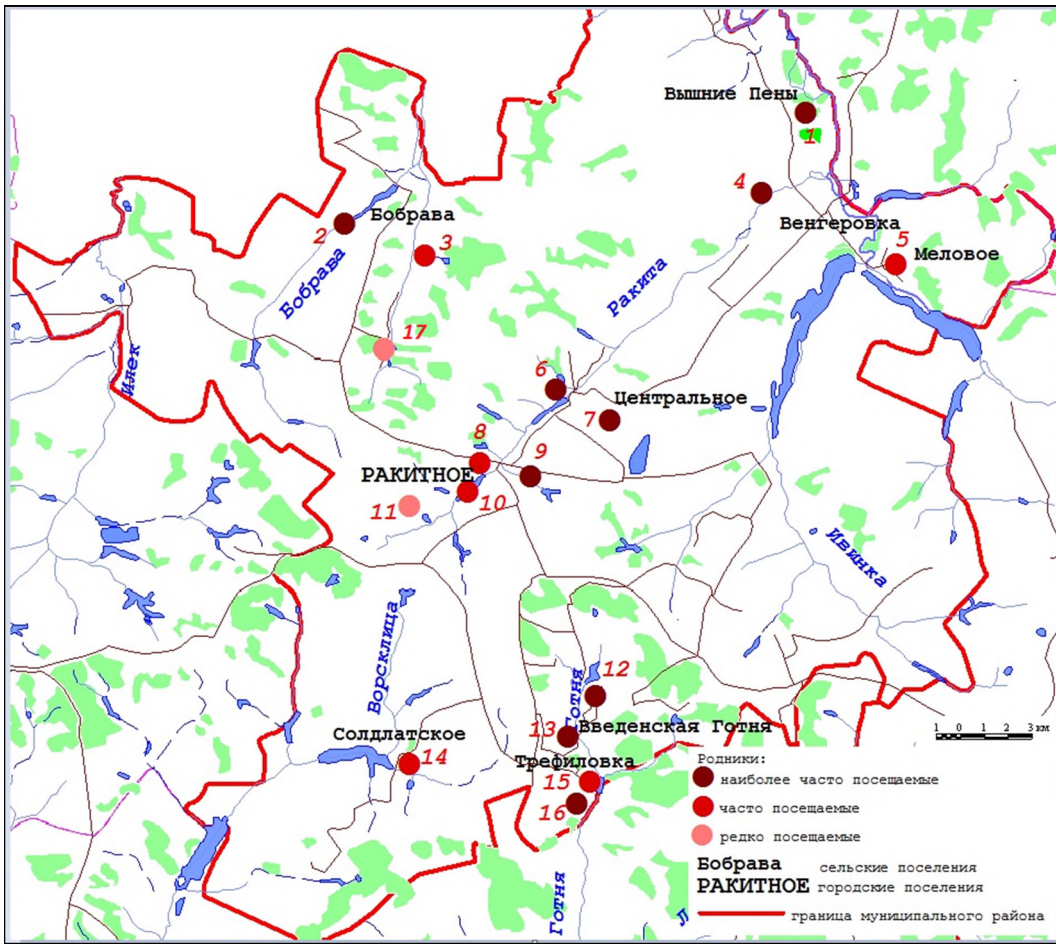 Вышние Пены
1
4
Бобрава
2
3
Венгеровка
5
Меловое
Бобрава
Ракита
17
Илек
6
Центральное
7
8
9
РАКИТНОЕ
10
11
Ивинка
Ворсклица
12
Готня
13
Введенская Готня
Солдлатское
14
Трефиловка
15
16
1 0 1 2 3 км
Родники:
наиболее часто посещаемые
часто посещаемые
редко посещаемые
Бобрава сельские поселения
РАКИТНОЕ городские поселения
граница муниципального района
Готня
Л